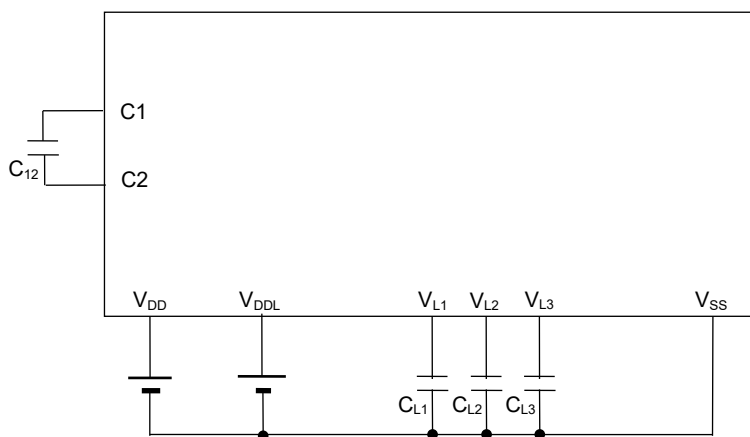 C1
C12
C2
VDD VDDL VL1 VL2 VL3 VSS
CL1 CL2 CL3